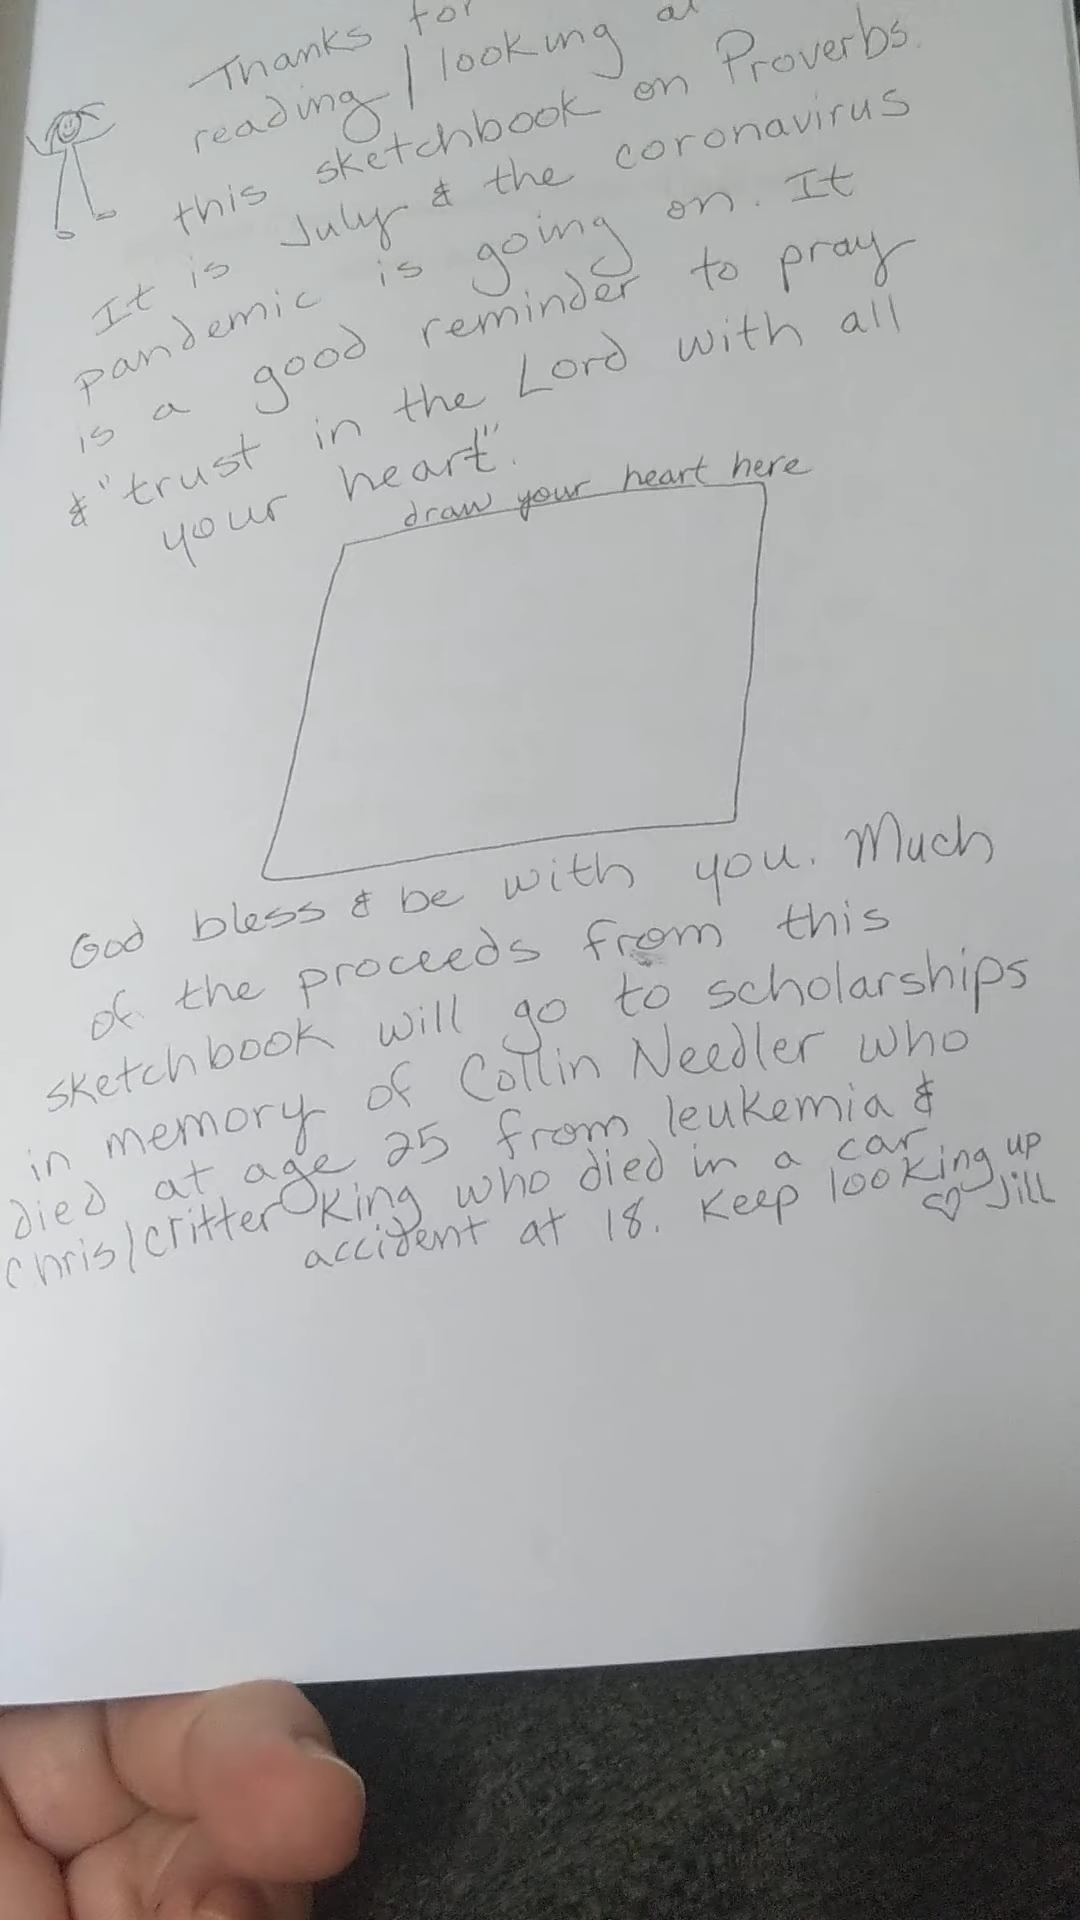 Thanks for
reading/looking at
this sketchbook on Proverbs.
It is July & the coronavirus
pandemic is going on. It
is a good reminder to pray
& "trust in the Lord with all
your heart".
draw your heart here
God bless & be with you. Much
of the proceeds from this
sketchbook will go to scholarships
in memory of Collin Needler who
died at age 25 from leukemia &
Chris/Critter King who died in a car
accident at 18. Keep looking up
♡ Jill